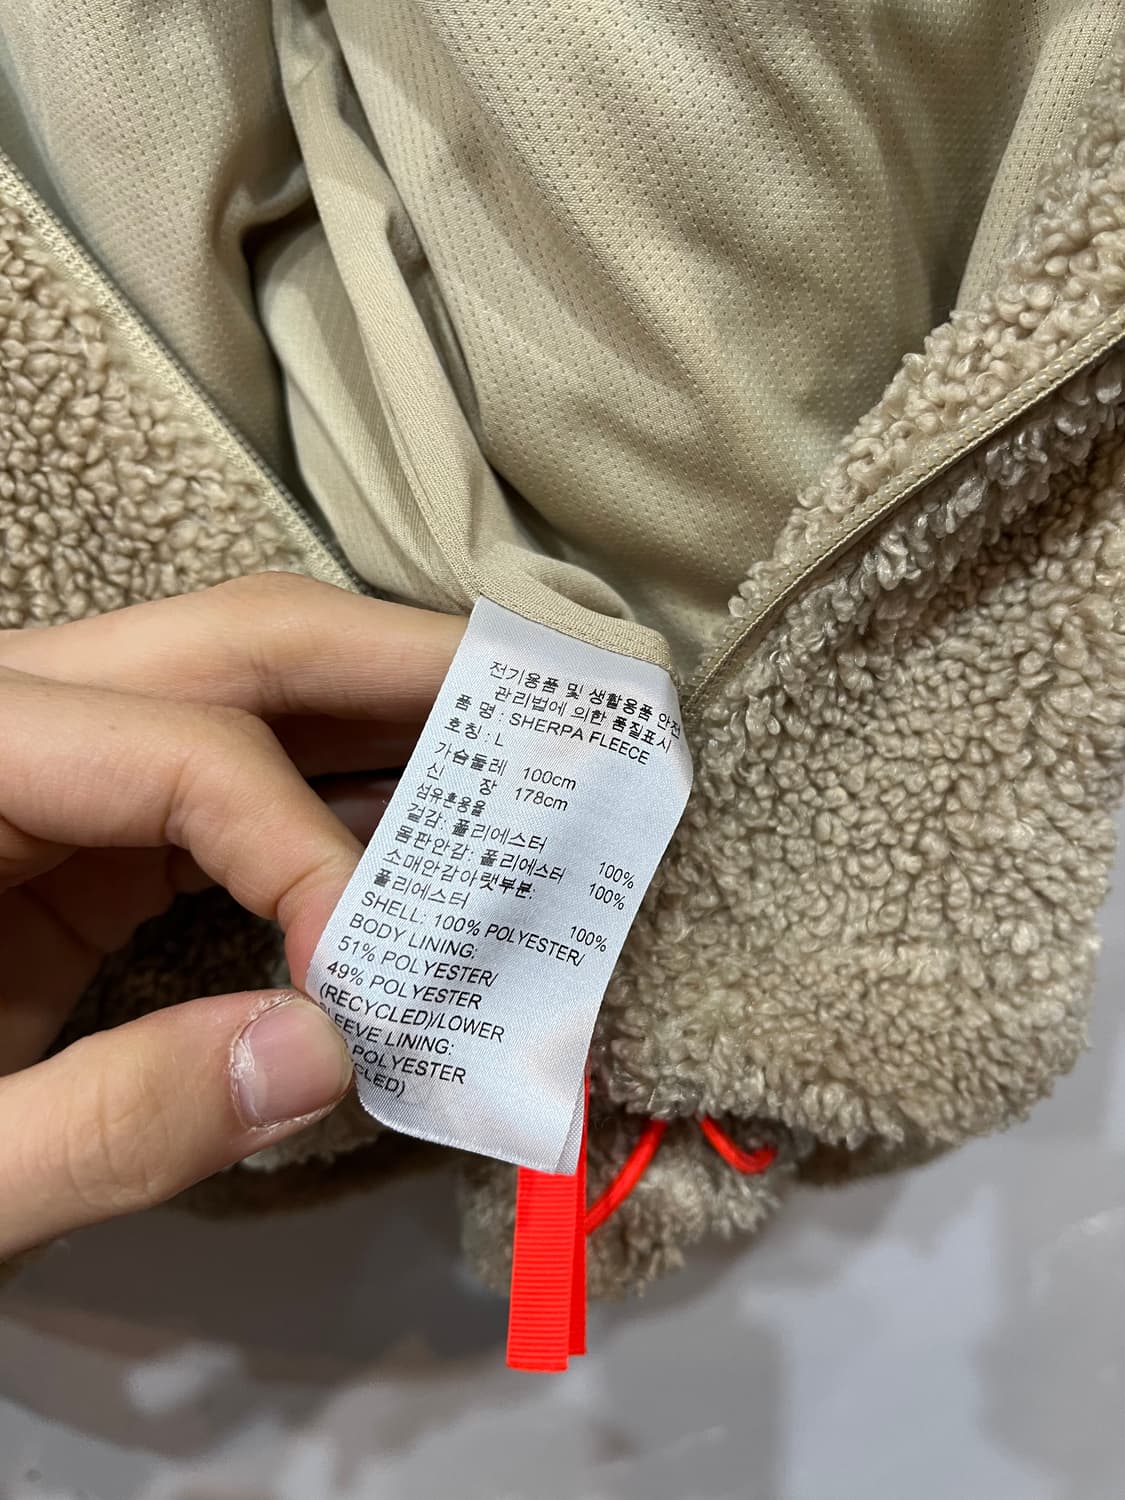 전기용품 및 생활용품 안전
관리법에 의한 품질표시
품 명 : SHERPA FLEECE
호칭 : L
가슴둘레 100cm
신 장 178cm
섬유혼용율
겉감: 폴리에스터 100%
몸판안감: 폴리에스터 100%
소매안감아랫부분:
폴리에스터 100%
SHELL: 100% POLYESTER/
BODY LINING:
51% POLYESTER/
49% POLYESTER
(RECYCLED)/LOWER
LINING:
POLYESTER